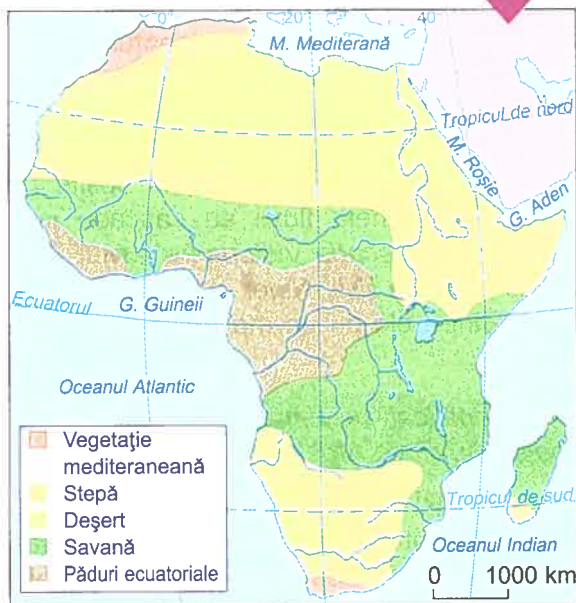 0°
20°
40
M. Mediterană
Tropicul de nord
M. Roşie
G. Aden
Ecuatorul
G. Guineii
Oceanul Atlantic
Vegetaţie
mediteraneană
Stepă
Deşert
Savană
Păduri ecuatoriale
Tropicul de sud
Oceanul Indian
0 1000 km